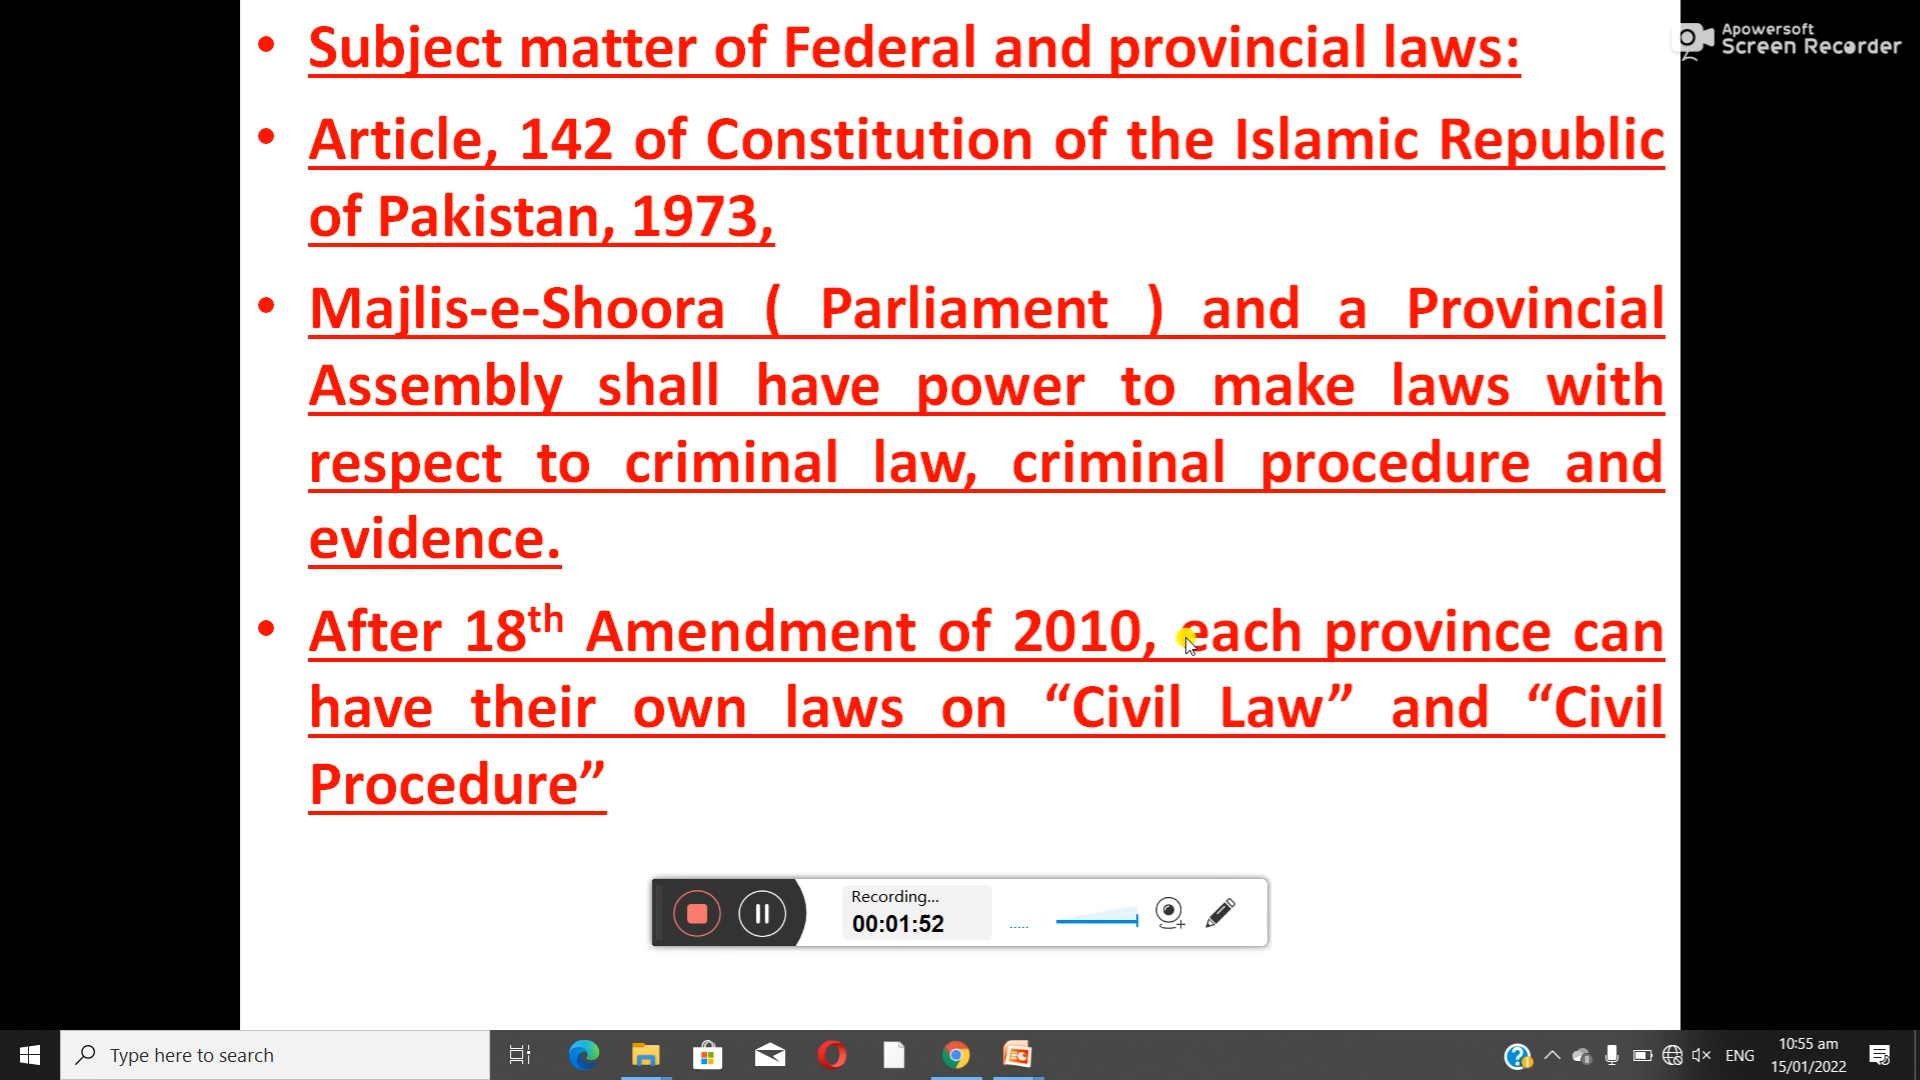 • Subject matter of Federal and provincial laws:
• Article, 142 of Constitution of the Islamic Republic
of Pakistan, 1973,
• Majlis-e-Shoora ( Parliament ) and a Provincial
Assembly shall have power to make laws with
respect to criminal law, criminal procedure and
evidence.
• After 18th Amendment of 2010, each province can
have their own laws on “Civil Law” and “Civil
Procedure”
Apowersoft
Screen Recorder
Recording...
00:01:52
Type here to search
ENG
10:55 am
15/01/2022